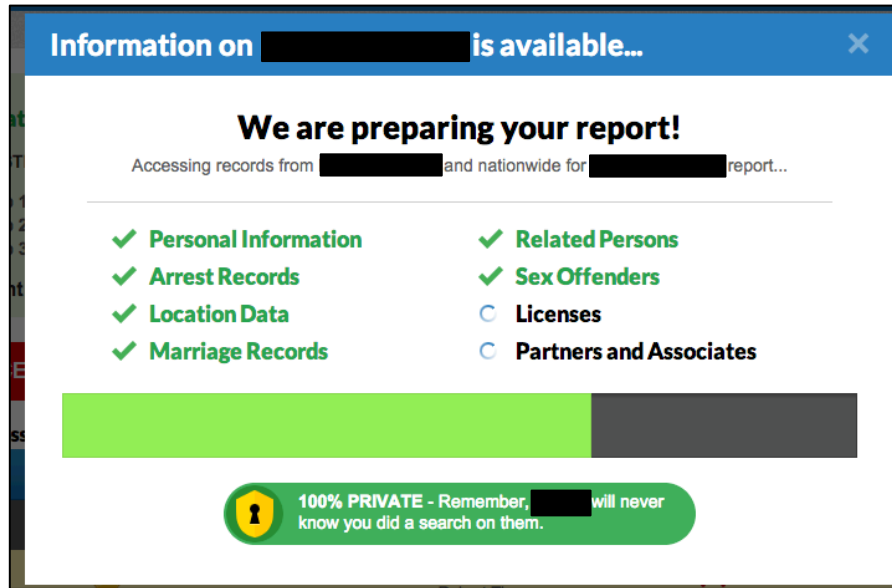 Information on is available...
We are preparing your report!
Accessing records from and nationwide for report...
Personal Information
Arrest Records
Location Data
Marriage Records
Related Persons
Sex Offenders
Licenses
Partners and Associates
100% PRIVATE - Remember, will never
know you did a search on them.